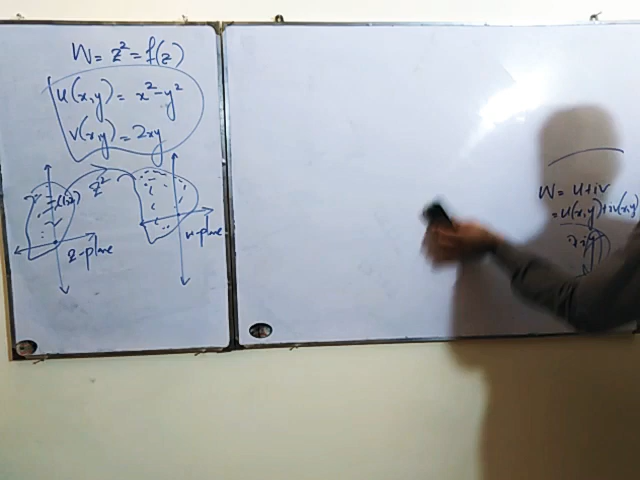 W = z² = f(z)
u(x,y) = x² - y²
v(x,y) = 2xy
z²
z-plane
w-plane
W = u+iv
= u(x,y)+iv(x,y)